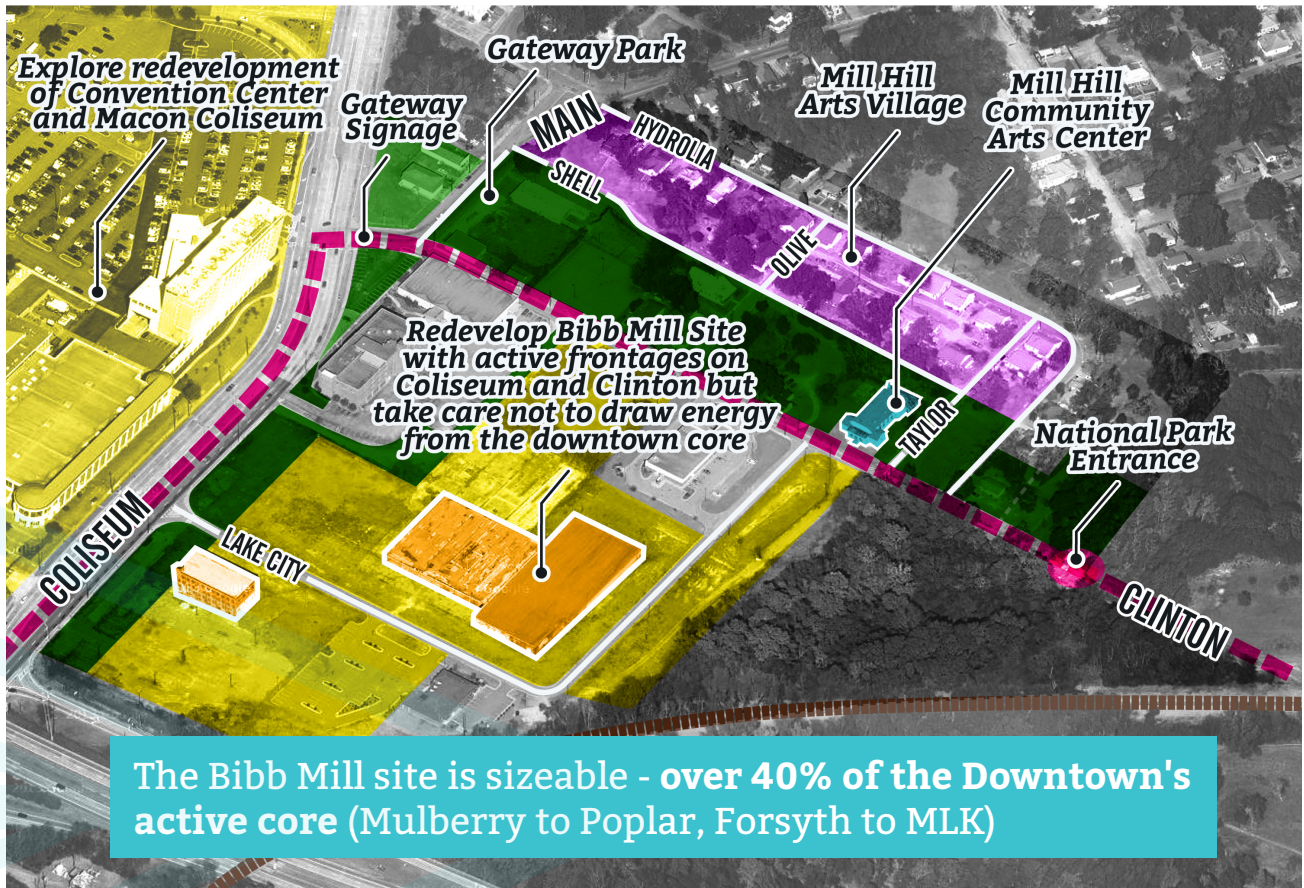 Explore redevelopment
of Convention Center
and Macon Coliseum
Gateway
Signage
Gateway Park
MAIN
HYDROLIA
SHELL
Mill Hill
Arts Village
Mill Hill
Community
Arts Center
OLIVE
Redevelop Bibb Mill Site
with active frontages on
Coliseum and Clinton but
take care not to draw energy
from the downtown core
TAYLOR
National Park
Entrance
COLISEUM
LAKE CITY
CLINTON
The Bibb Mill site is sizeable - over 40% of the Downtown's
active core (Mulberry to Poplar, Forsyth to MLK)